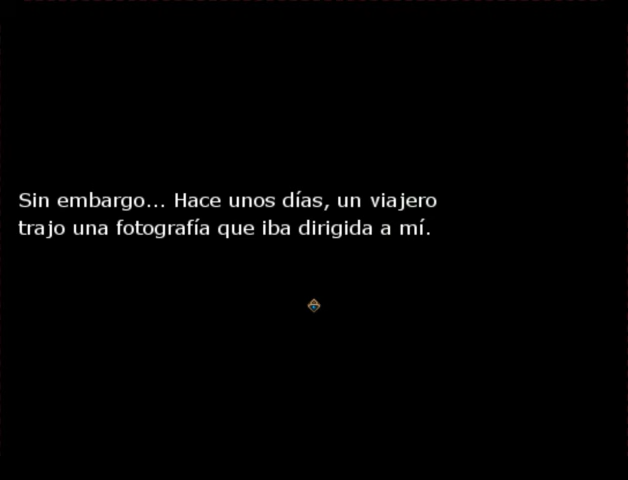 Sin embargo... Hace unos días, un viajero
trajo una fotografía que iba dirigida a mí.